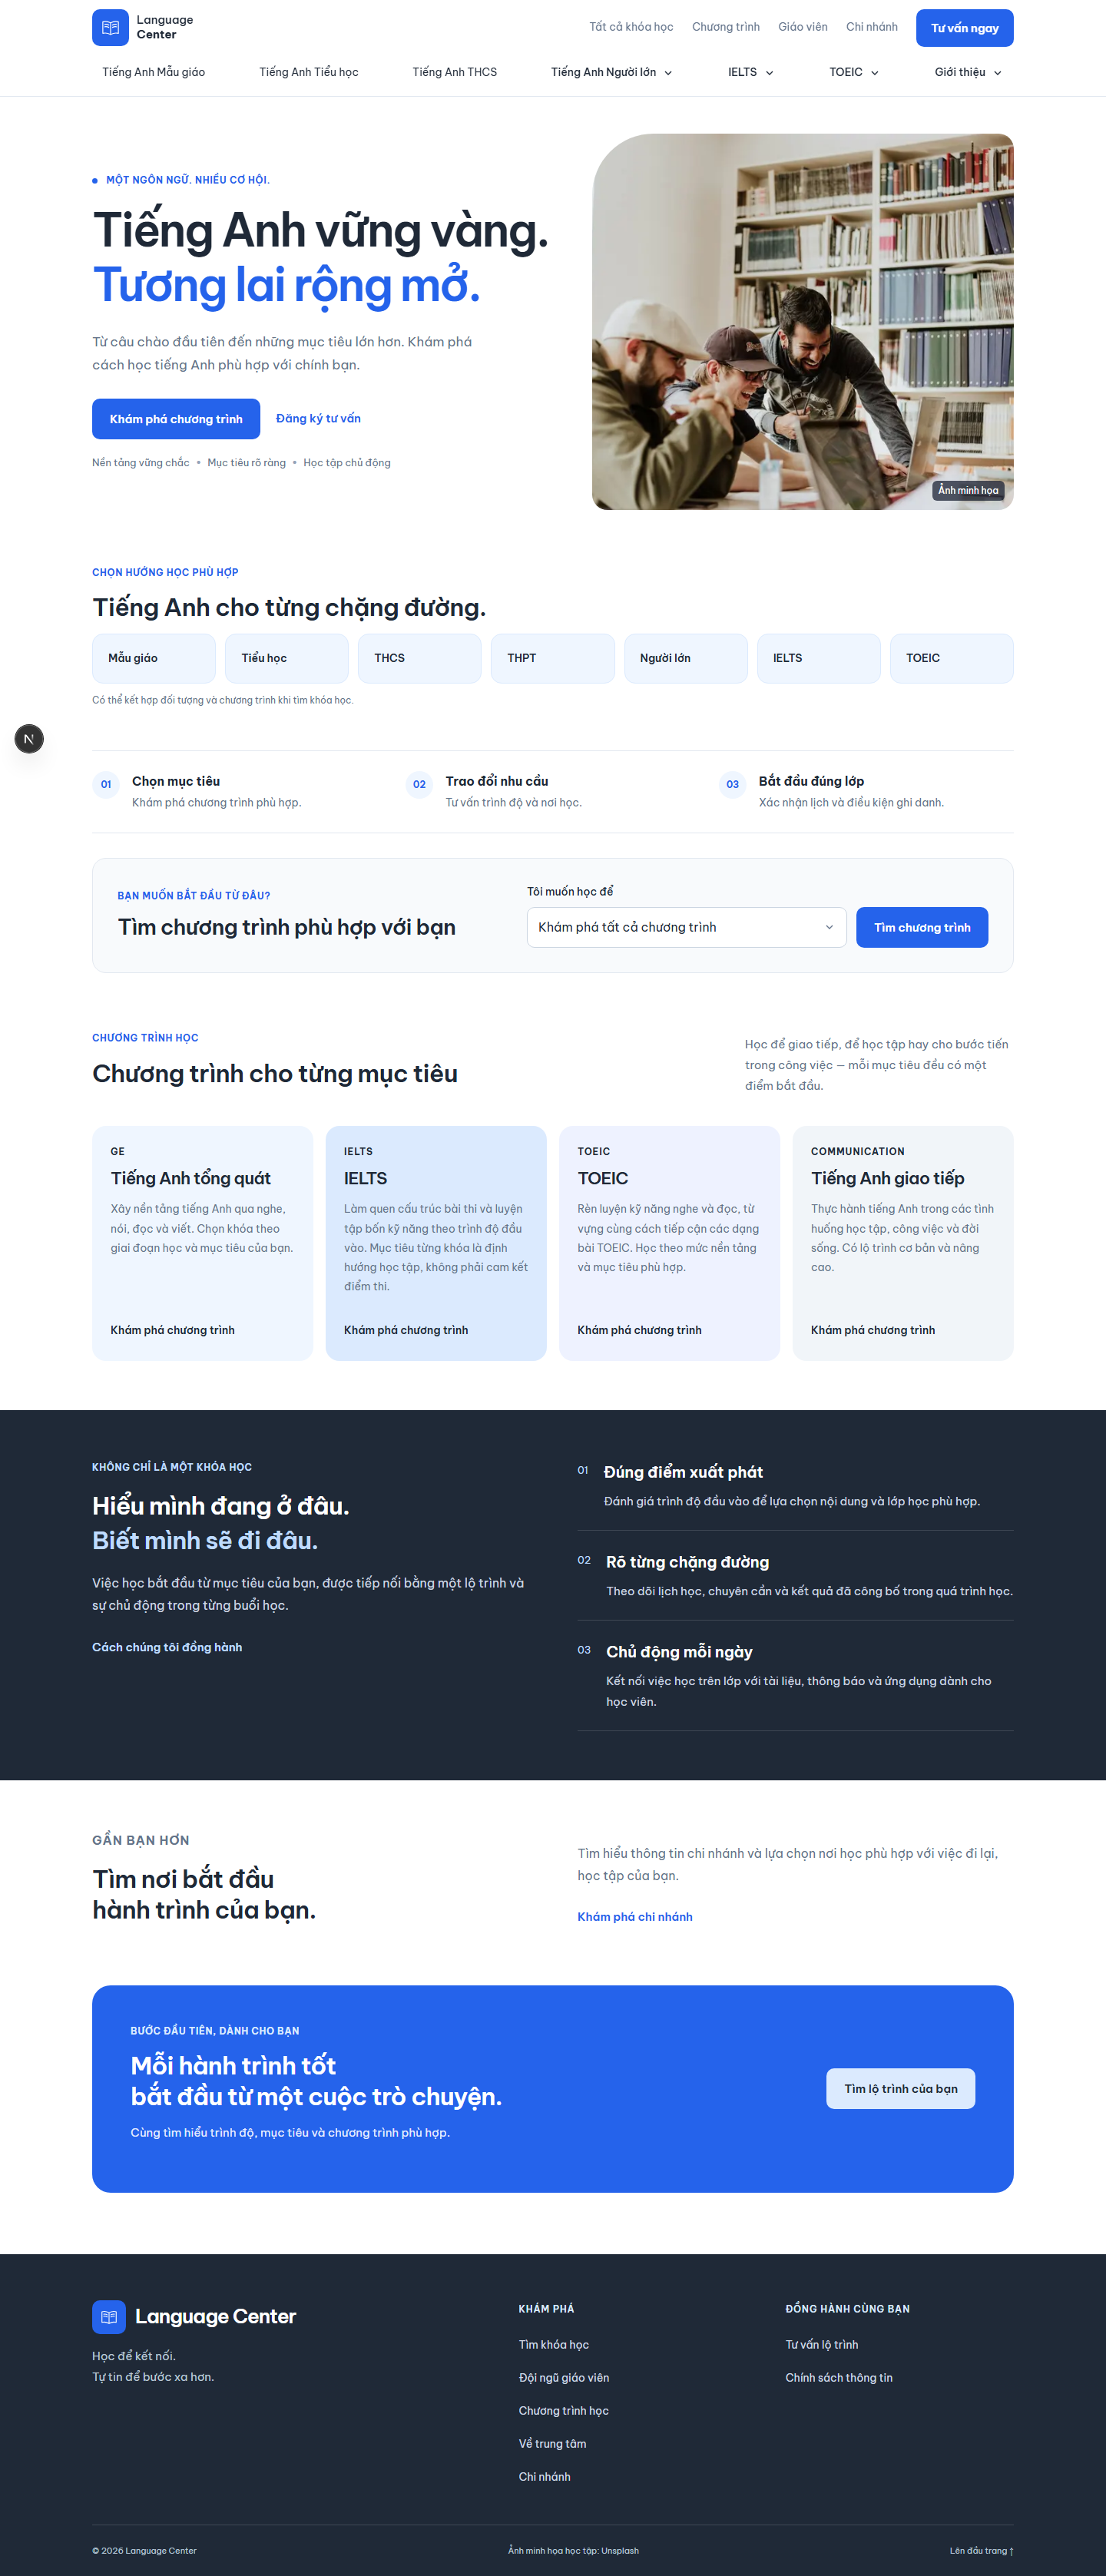 Language
Center
Tất cả khóa học
Chương trình
Giáo viên
Chi nhánh
Tư vấn ngay
Tiếng Anh Mẫu giáo
Tiếng Anh Tiểu học
Tiếng Anh THCS
Tiếng Anh Người lớn
IELTS
TOEIC
Giới thiệu
MỘT NGÔN NGỮ. NHIỀU CƠ HỘI.
Tiếng Anh vững vàng.
Tương lai rộng mở.
Từ câu chào đầu tiên đến những mục tiêu lớn hơn. Khám phá
cách học tiếng Anh phù hợp với chính bạn.
Khám phá chương trình
Đăng ký tư vấn
Nền tảng vững chắc • Mục tiêu rõ ràng • Học tập chủ động
Ảnh minh họa
CHỌN HƯỚNG HỌC PHÙ HỢP
Tiếng Anh cho từng chặng đường.
Mẫu giáo
Tiểu học
THCS
THPT
Người lớn
IELTS
TOEIC
Có thể kết hợp đối tượng và chương trình khi tìm khóa học.
N
01
Chọn mục tiêu
Khám phá chương trình phù hợp.
02
Trao đổi nhu cầu
Tư vấn trình độ và nơi học.
03
Bắt đầu đúng lớp
Xác nhận lịch và điều kiện ghi danh.
BẠN MUỐN BẮT ĐẦU TỪ ĐÂU?
Tìm chương trình phù hợp với bạn
Tôi muốn học để
Khám phá tất cả chương trình
Tìm chương trình
CHƯƠNG TRÌNH HỌC
Chương trình cho từng mục tiêu
Học để giao tiếp, để học tập hay cho bước tiến
trong công việc — mỗi mục tiêu đều có một
điểm bắt đầu.
GE
Tiếng Anh tổng quát
Xây nền tảng tiếng Anh qua nghe,
nói, đọc và viết. Chọn khóa theo
giai đoạn học và mục tiêu của bạn.
Khám phá chương trình
IELTS
IELTS
Làm quen cấu trúc bài thi và luyện
tập bốn kỹ năng theo trình độ đầu
vào. Mục tiêu từng khóa là định
hướng học tập, không phải cam kết
điểm thi.
Khám phá chương trình
TOEIC
TOEIC
Rèn luyện kỹ năng nghe và đọc, từ
vựng cùng cách tiếp cận các dạng
bài TOEIC. Học theo mức nền tảng
và mục tiêu phù hợp.
Khám phá chương trình
COMMUNICATION
Tiếng Anh giao tiếp
Thực hành tiếng Anh trong các tình
huống học tập, công việc và đời
sống. Có lộ trình cơ bản và nâng
cao.
Khám phá chương trình
KHÔNG CHỈ LÀ MỘT KHÓA HỌC
Hiểu mình đang ở đâu.
Biết mình sẽ đi đâu.
Việc học bắt đầu từ mục tiêu của bạn, được tiếp nối bằng một lộ trình và
sự chủ động trong từng buổi học.
Cách chúng tôi đồng hành
01
Đúng điểm xuất phát
Đánh giá trình độ đầu vào để lựa chọn nội dung và lớp học phù hợp.
02
Rõ từng chặng đường
Theo dõi lịch học, chuyên cần và kết quả đã công bố trong quá trình học.
03
Chủ động mỗi ngày
Kết nối việc học trên lớp với tài liệu, thông báo và ứng dụng dành cho
học viên.
GẦN BẠN HƠN
Tìm nơi bắt đầu
hành trình của bạn.
Tìm hiểu thông tin chi nhánh và lựa chọn nơi học phù hợp với việc đi lại,
học tập của bạn.
Khám phá chi nhánh
BƯỚC ĐẦU TIÊN, DÀNH CHO BẠN
Mỗi hành trình tốt
bắt đầu từ một cuộc trò chuyện.
Cùng tìm hiểu trình độ, mục tiêu và chương trình phù hợp.
Tìm lộ trình của bạn
Language Center
Học để kết nối.
Tự tin để bước xa hơn.
KHÁM PHÁ
Tìm khóa học
Đội ngũ giáo viên
Chương trình học
Về trung tâm
Chi nhánh
ĐỒNG HÀNH CÙNG BẠN
Tư vấn lộ trình
Chính sách thông tin
© 2026 Language Center
Ảnh minh họa học tập: Unsplash
Lên đầu trang ↑